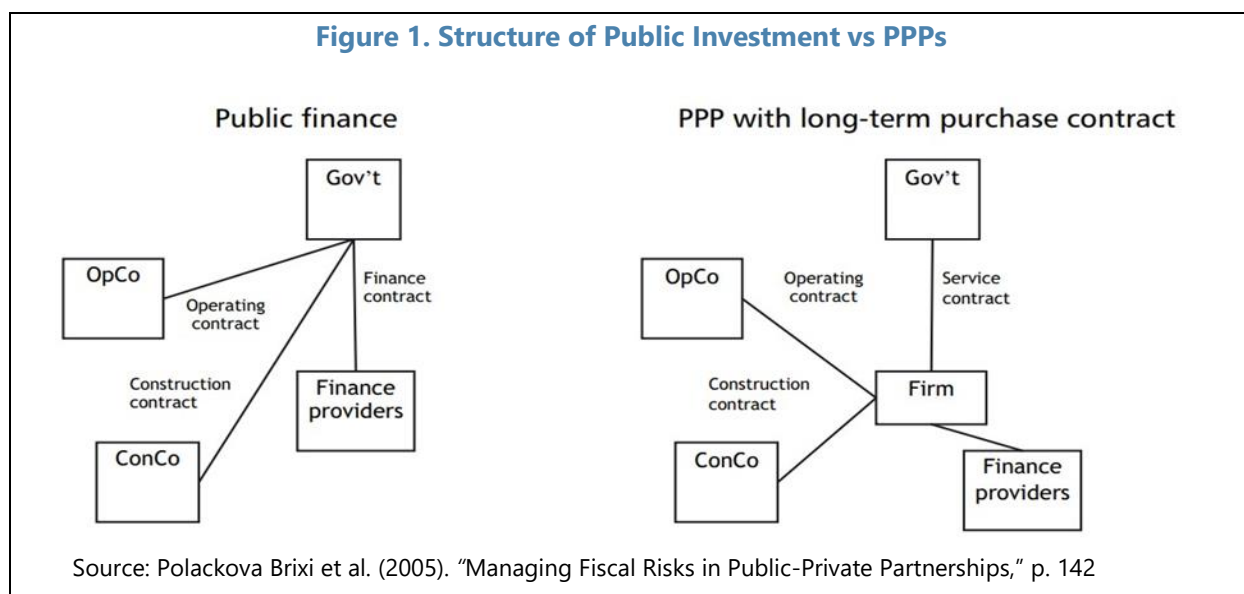 Figure 1. Structure of Public Investment vs PPPs
Public finance
Gov't
OpCo
Operating
contract
Finance
contract
Construction
contract
Finance
providers
ConCo
PPP with long-term purchase contract
Gov't
OpCo
Operating
contract
Service
contract
Construction
contract
Firm
ConCo
Finance
providers
Source: Polackova Brixi et al. (2005). “Managing Fiscal Risks in Public-Private Partnerships,” p. 142